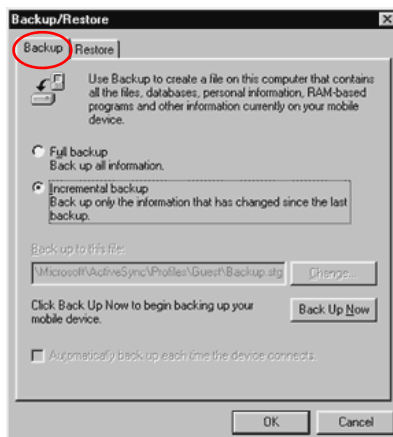 Backup/Restore
Backup Restore
Use Backup to create a file on this computer that contains
all the files, databases, personal information, RAM-based
programs and other information currently on your mobile
device.
Full backup
Back up all information.
Incremental backup
Back up only the information that has changed since the last
backup.
Back up to this file:
\Microsoft\ActiveSync\Profiles\Guest\Backup.stg Change...
Click Back Up Now to begin backing up your
mobile device.
Back Up Now
Automatically back up each time the device connects.
OK Cancel